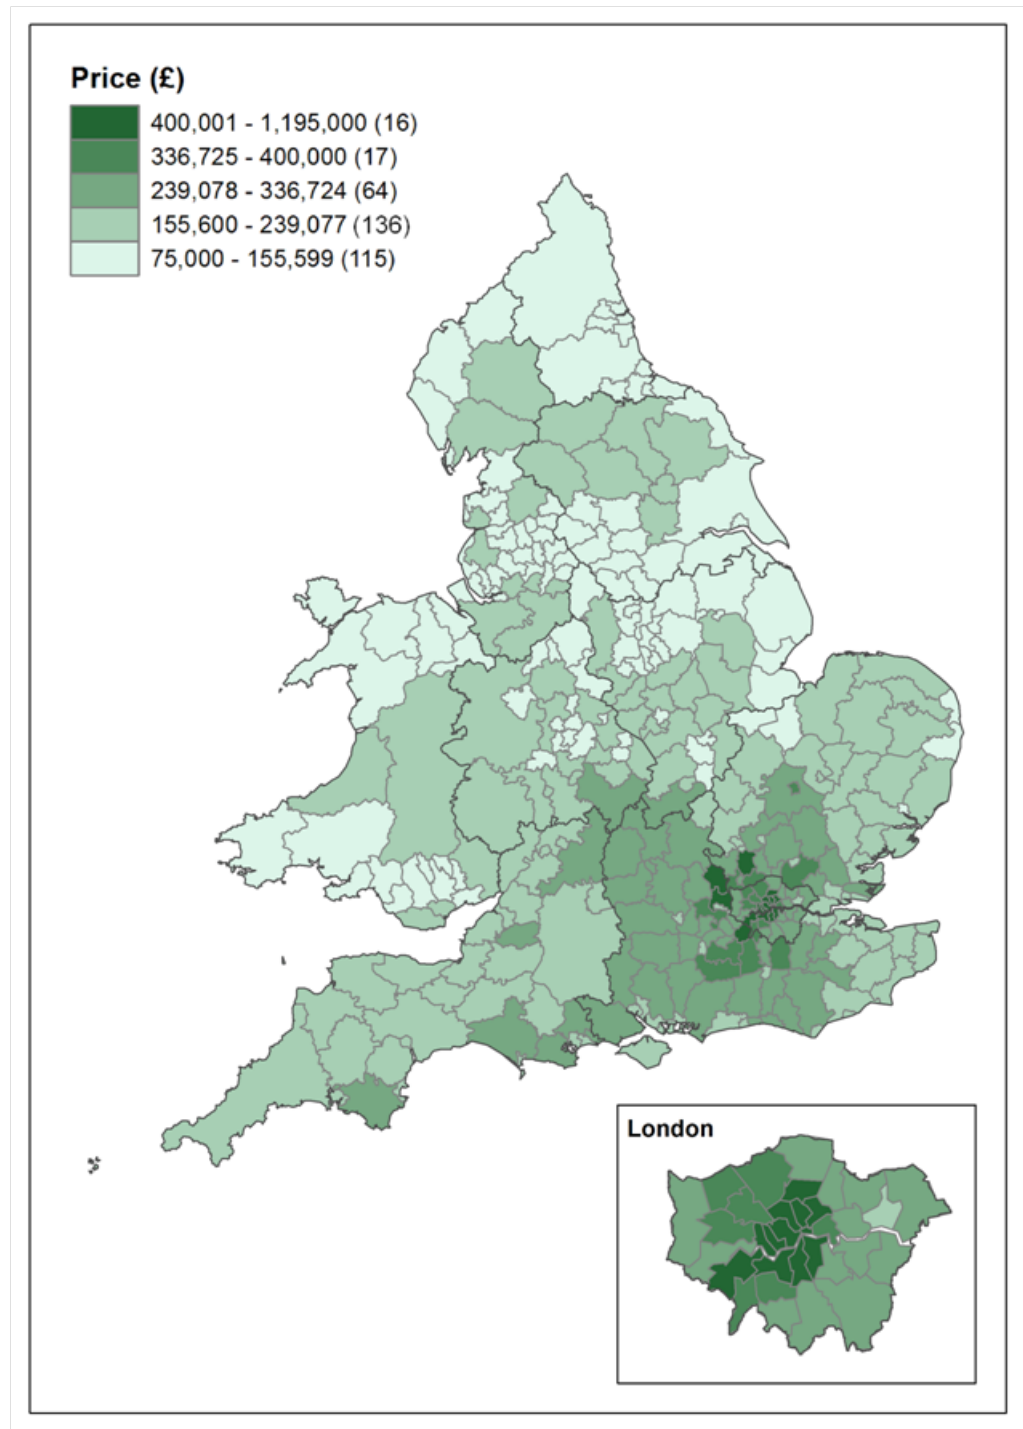 Price (£)
400,001 - 1,195,000 (16)
336,725 - 400,000 (17)
239,078 - 336,724 (64)
155,600 - 239,077 (136)
75,000 - 155,599 (115)
London